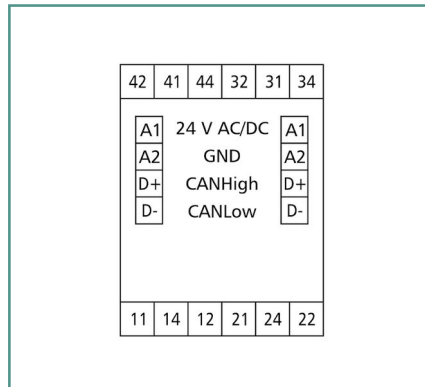 42 41 44 32 31 34
A1 24 V AC/DC A1
A2 GND A2
D+ CANHigh D+
D- CANLow D-
11 14 12 21 24 22